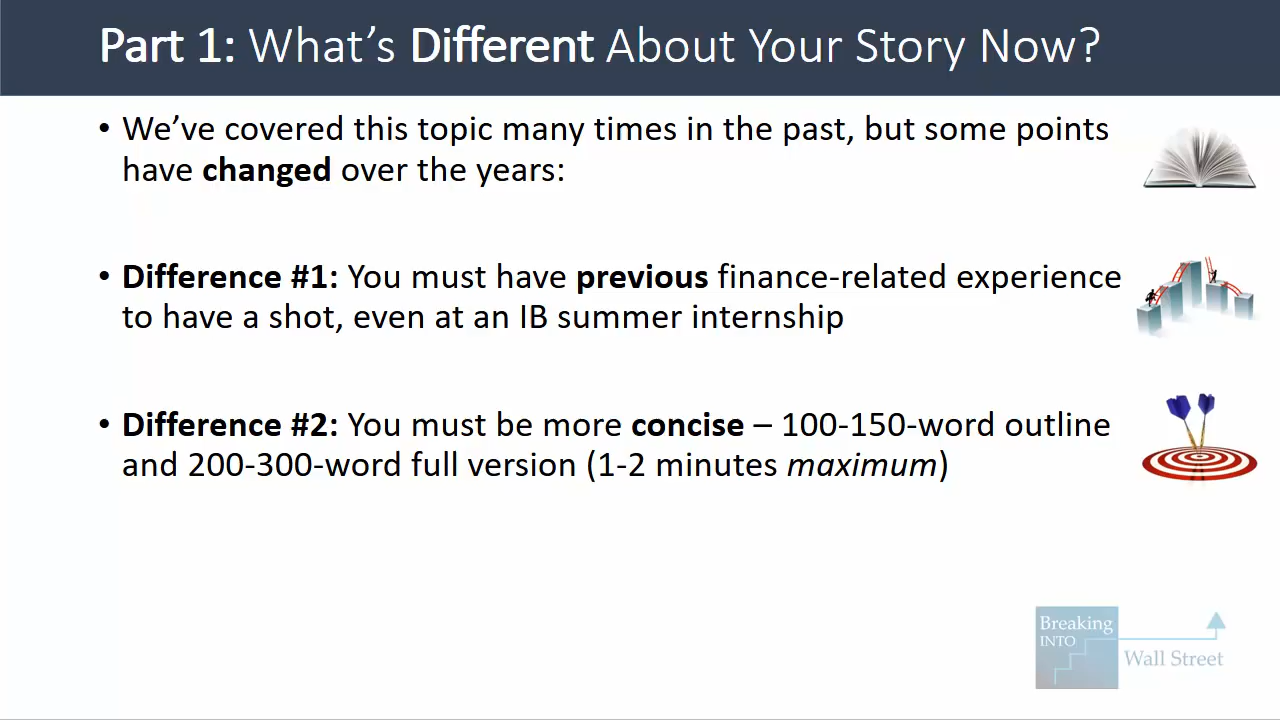 Part 1: What's Different About Your Story Now?
• We've covered this topic many times in the past, but some points
have changed over the years:
• Difference #1: You must have previous finance-related experience
to have a shot, even at an IB summer internship
• Difference #2: You must be more concise – 100-150-word outline
and 200-300-word full version (1-2 minutes maximum)
Breaking
INTO
Wall Street